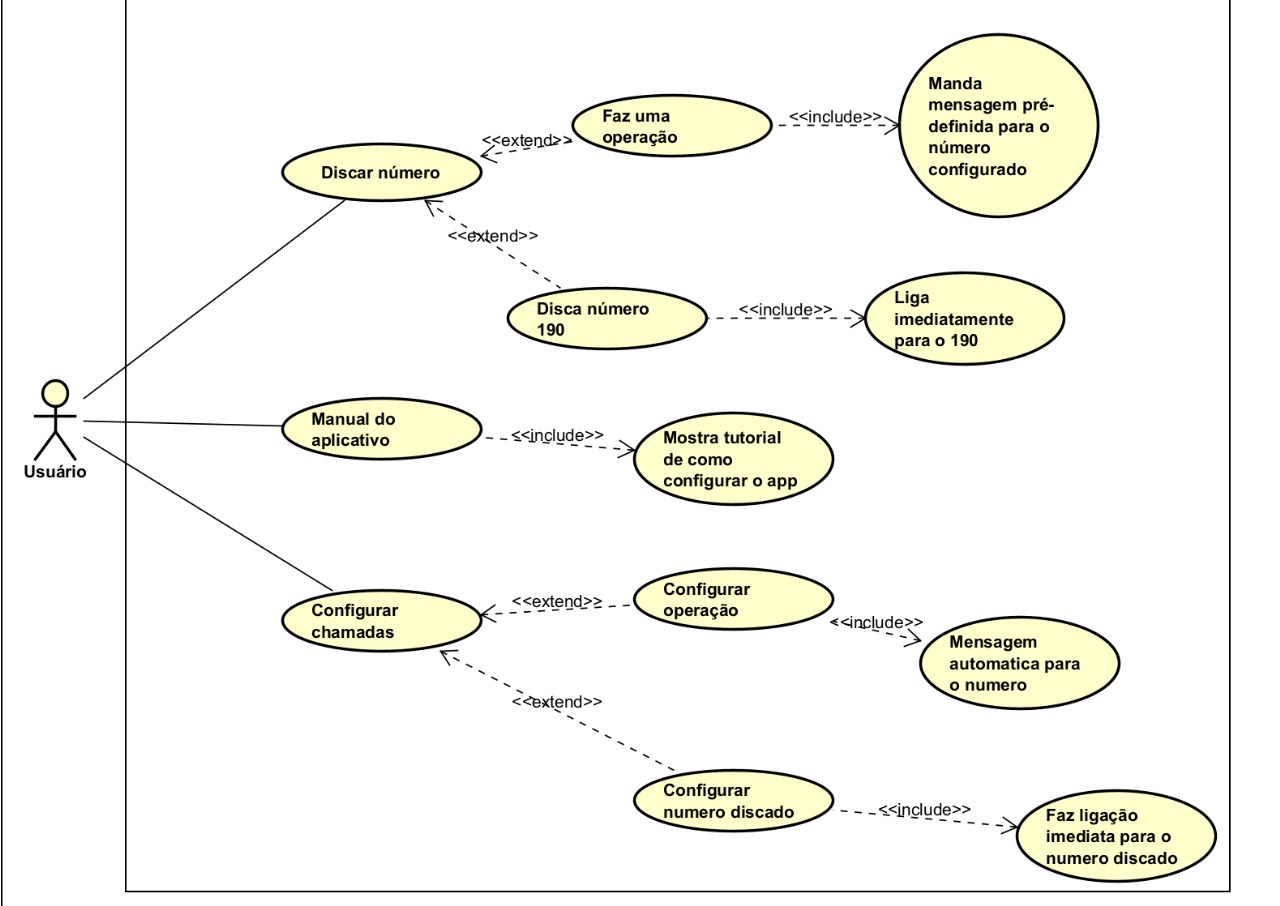 Manda
mensagem pré-
definida para o
número
configurado
Faz uma
operação
<<include>>
<<extend>>
Discar número
<<extend>>
Disca número
190
<<include>>
Liga
imediatamente
para o 190
Usuário
Manual do
aplicativo
<<include>>
Mostra tutorial
de como
configurar o app
Configurar
chamadas
<<extend>>
Configurar
operação
<<include>>
Mensagem
automatica para
o numero
<<extend>>
Configurar
numero discado
<<include>>
Faz ligação
imediata para o
numero discado